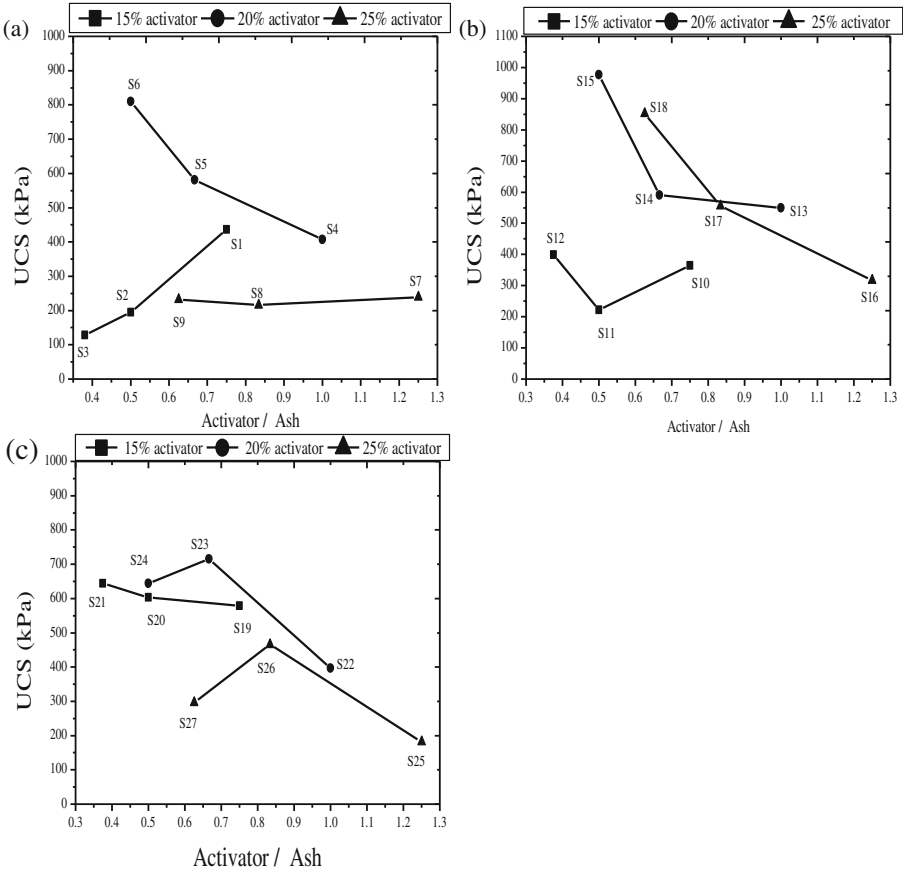 (a)
15% activator 20% activator 25% activator
1000
900
800
700
600
500
400
300
200
100
0
UCS (kPa)
S6
S5
S4
S1
S2
S3
S7
S8
S9
0.4 0.5 0.6 0.7 0.8 0.9 1.0 1.1 1.2 1.3
Activator / Ash
(b)
15% activator 20% activator 25% activator
1100
1000
900
800
700
600
500
400
300
200
100
0
UCS (kPa)
S15
S18
S14
S13
S17
S12
S10
S11
S16
0.3 0.4 0.5 0.6 0.7 0.8 0.9 1.0 1.1 1.2 1.3
Activator / Ash
(c)
15% activator 20% activator 25% activator
1000
900
800
700
600
500
400
300
200
100
0
UCS (kPa)
S23
S24
S21
S20
S19
S22
S26
S27
S25
0.3 0.4 0.5 0.6 0.7 0.8 0.9 1.0 1.1 1.2 1.3
Activator / Ash